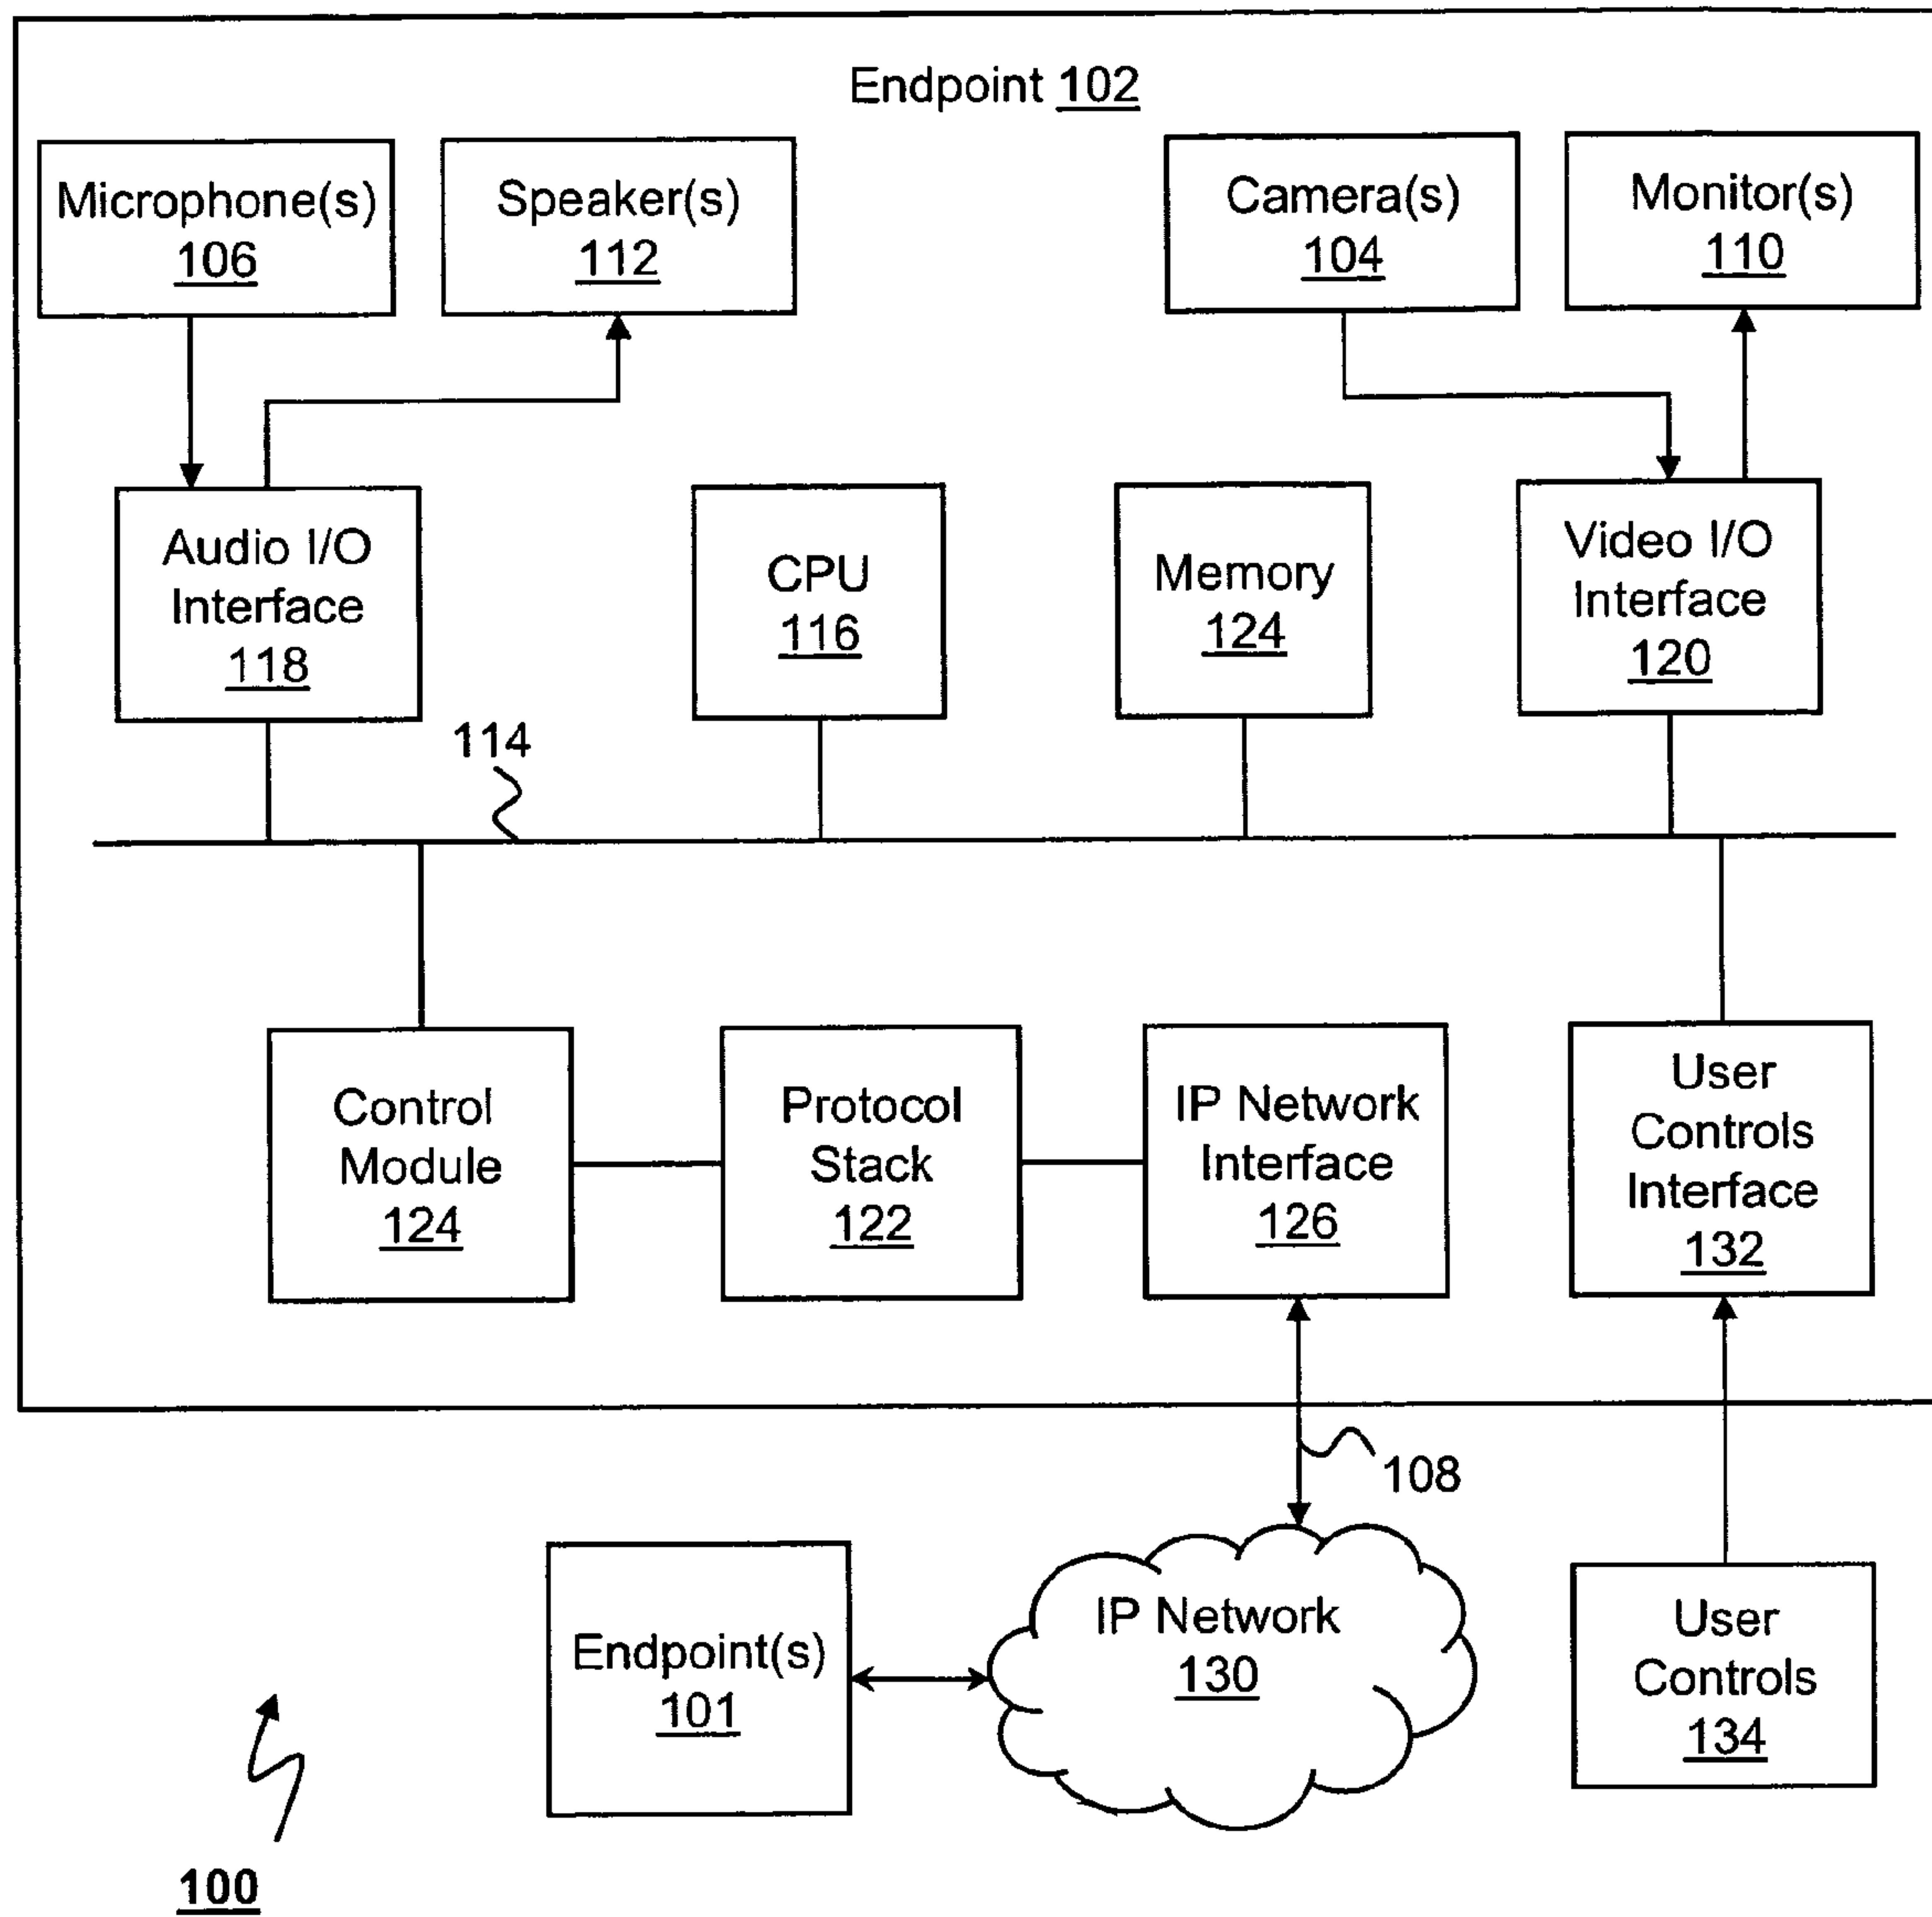 Endpoint 102
Microphone(s)
106
Speaker(s)
112
Camera(s)
104
Monitor(s)
110
Audio I/O
Interface
118
CPU
116
Memory
124
Video I/O
Interface
120
114
Control
Module
124
Protocol
Stack
122
IP Network
Interface
126
User
Controls
Interface
132
108
Endpoint(s)
101
IP Network
130
User
Controls
134
100